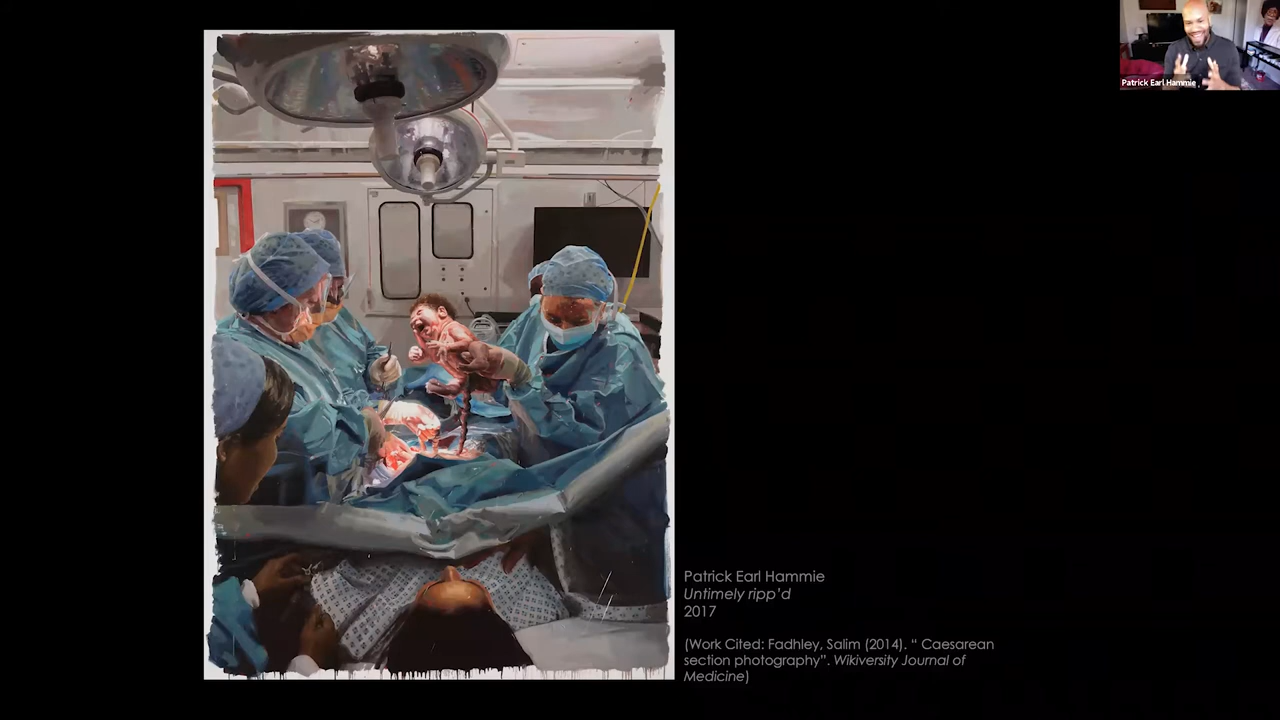 Patrick Earl Hammie
Patrick Earl Hammie
Untimely ripp'd
2017
(Work Cited: Fadhley, Salim (2014). “ Caesarean
section photography”. Wikiversity Journal of
Medicine)